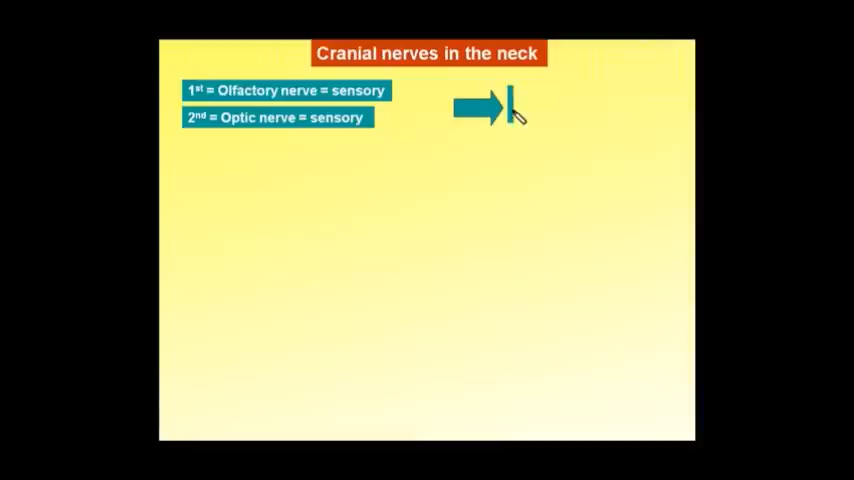 Cranial nerves in the neck
1st = Olfactory nerve = sensory
2nd = Optic nerve = sensory